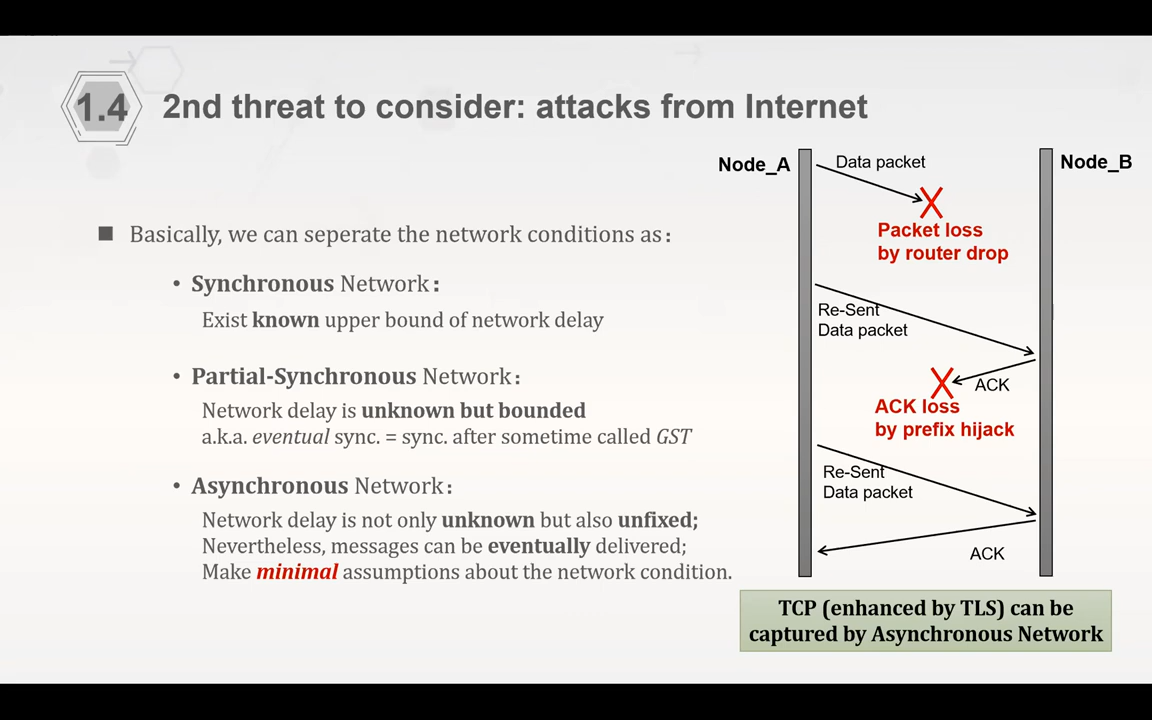 1.4
2nd threat to consider: attacks from Internet
■ Basically, we can seperate the network conditions as:
• Synchronous Network:
Exist known upper bound of network delay
• Partial-Synchronous Network:
Network delay is unknown but bounded
a.k.a. eventual sync. = sync. after sometime called GST
• Asynchronous Network:
Network delay is not only unknown but also unfixed;
Nevertheless, messages can be eventually delivered;
Make minimal assumptions about the network condition.
Node_A
Data packet
Node_B
Packet loss
by router drop
Re-Sent
Data packet
ACK
ACK loss
by prefix hijack
Re-Sent
Data packet
ACK
TCP (enhanced by TLS) can be
captured by Asynchronous Network